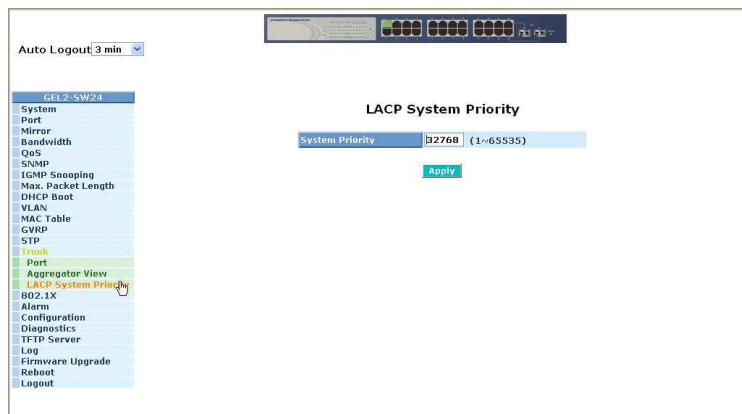 Auto Logout 3 min
GEL2-SW24
System
Port
Mirror
Bandwidth
QoS
SNMP
IGMP Snooping
Max. Packet Length
DHCP Boot
VLAN
MAC Table
GVRP
STP
Trunk
Port
Aggregator View
LACP System Priority
802.1X
Alarm
Configuration
Diagnostics
TFTP Server
Log
Firmware Upgrade
Reboot
Logout
LACP System Priority
System Priority 32768 (1~65535)
Apply